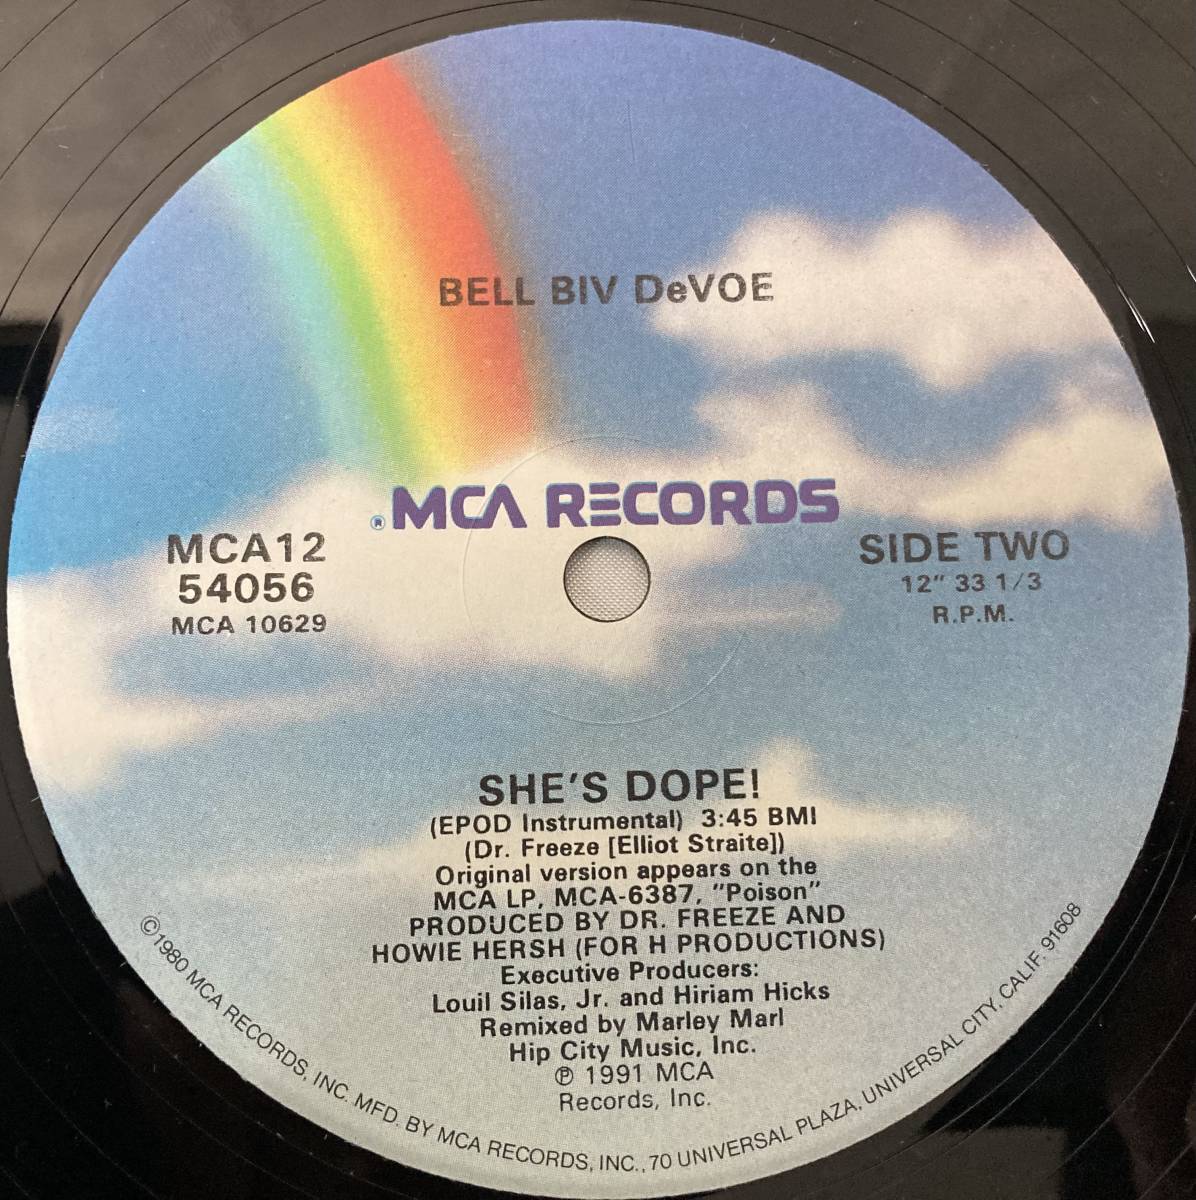 BELL BIV DeVOE
® MCA RECORDS
MCA12
54056
MCA 10629
SIDE TWO
12" 33 1/3
R.P.M.
SHE'S DOPE!
(EPOD Instrumental) 3:45 BMI
(Dr. Freeze [Elliot Straite])
Original version appears on the
MCA LP, MCA-6387, "Poison"
PRODUCED BY DR. FREEZE AND
HOWIE HERSH (FOR H PRODUCTIONS)
Executive Producers:
Louil Silas, Jr. and Hiriam Hicks
Remixed by Marley Marl
Hip City Music, Inc.
℗ 1991 MCA
Records, Inc.
©1980 MCA RECORDS, INC. MFD. BY MCA RECORDS, INC., 70 UNIVERSAL PLAZA, UNIVERSAL CITY, CALIF. 91608